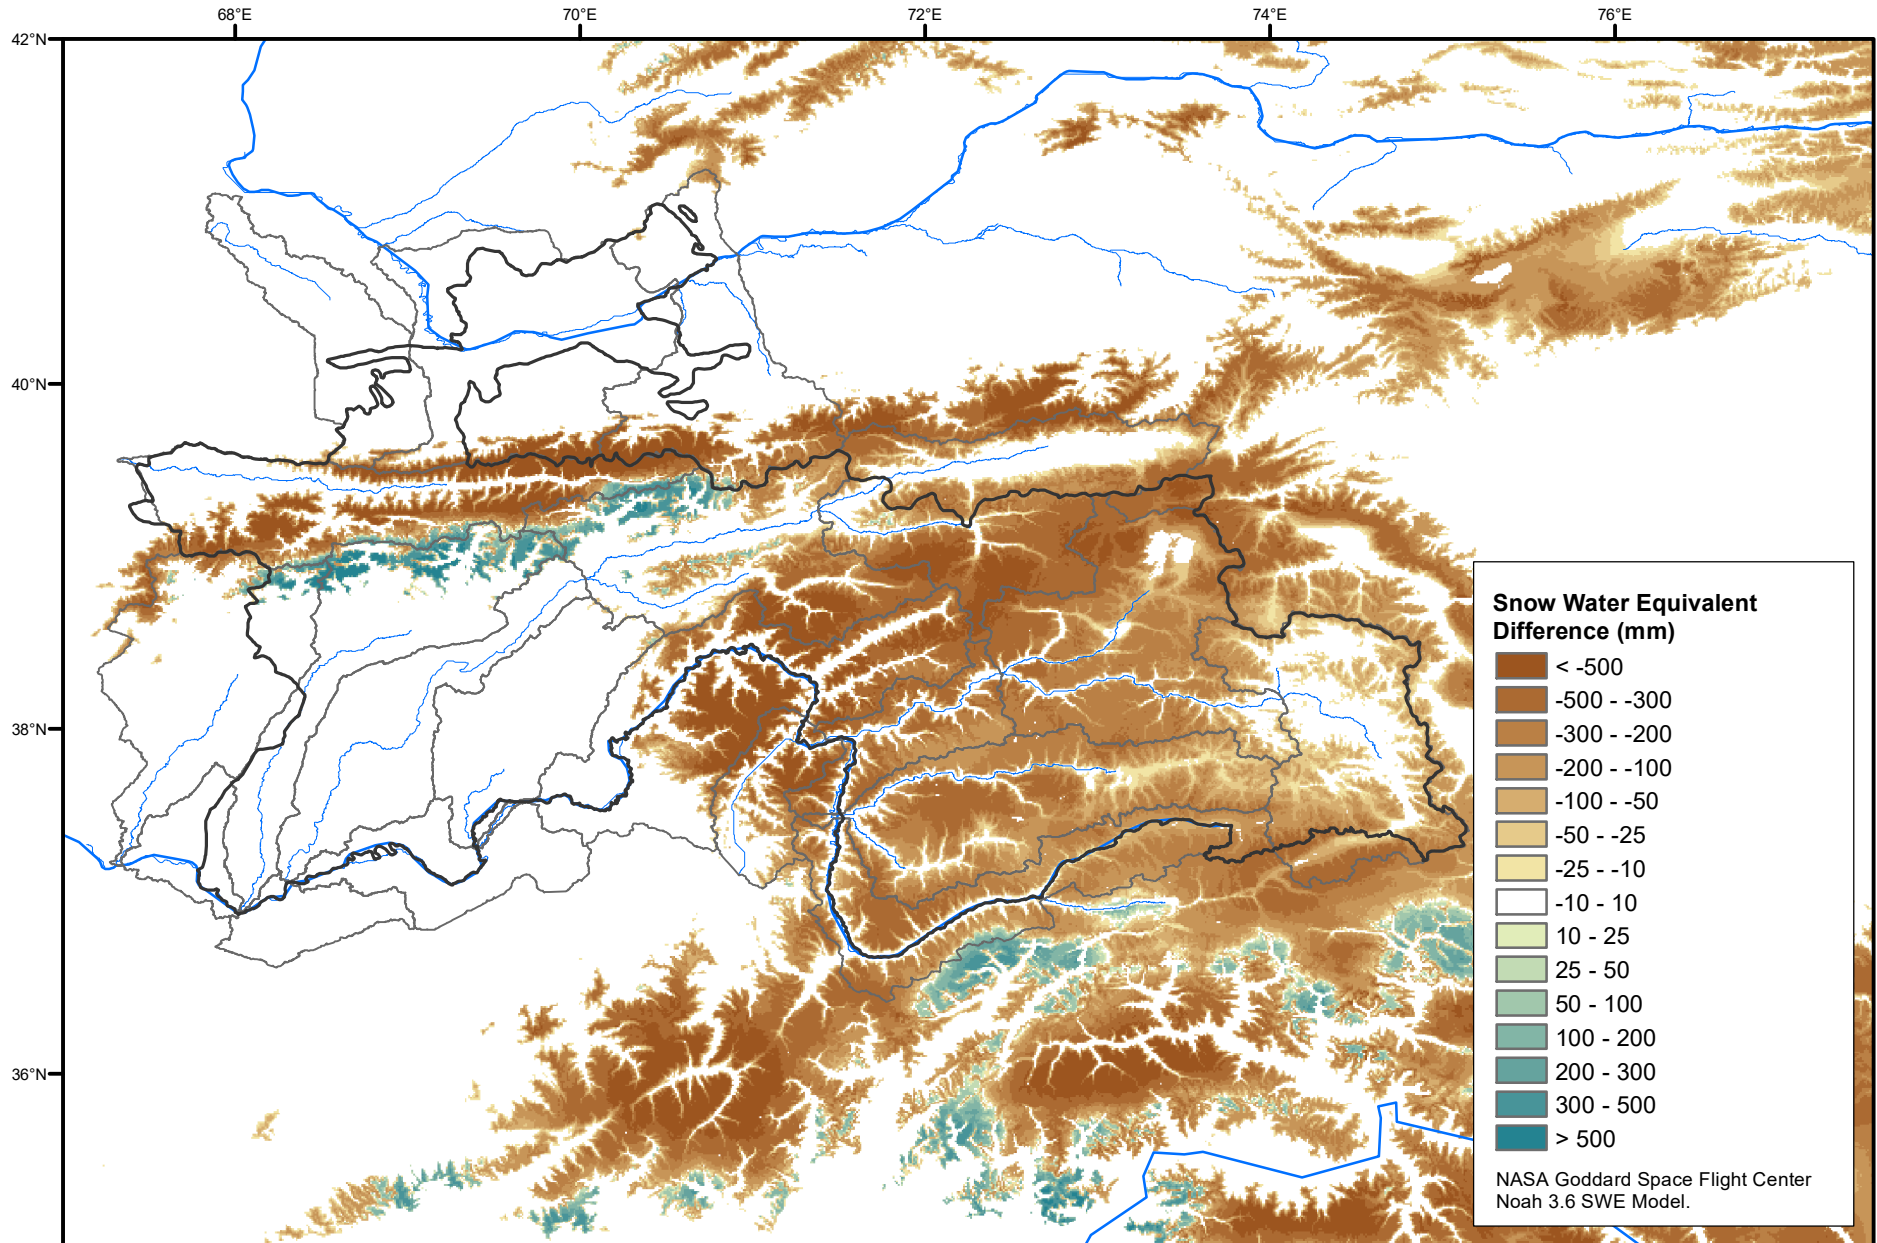 68°E
70°E
72°E
74°E
76°E
42°N
40°N
38°N
36°N
Snow Water Equivalent
Difference (mm)
< -500
-500 - -300
-300 - -200
-200 - -100
-100 - -50
-50 - -25
-25 - -10
-10 - 10
10 - 25
25 - 50
50 - 100
100 - 200
200 - 300
300 - 500
> 500
NASA Goddard Space Flight Center
Noah 3.6 SWE Model.